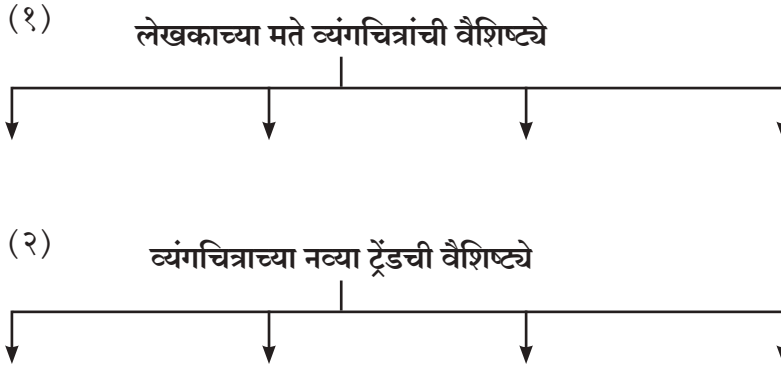 (१)
लेखकाच्या मते व्यंगचित्रांची वैशिष्ट्ये
(२)
व्यंगचित्राच्या नव्या ट्रेंडची वैशिष्ट्ये